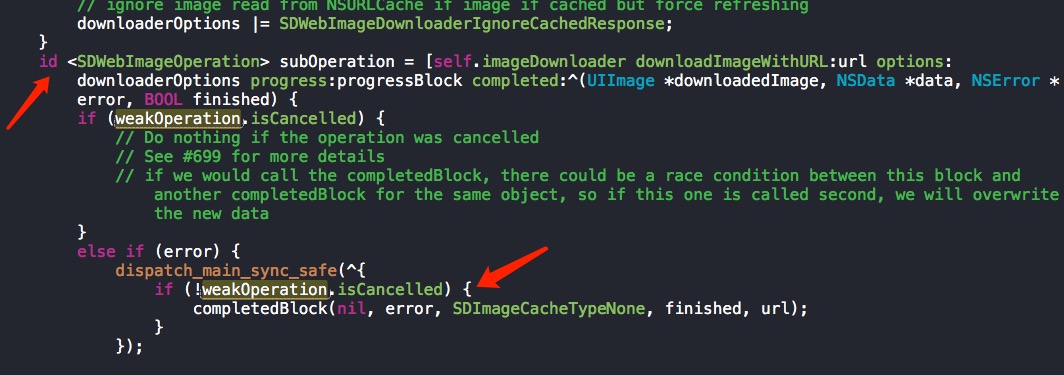 // ignore image read from NSURLCache if image if cached but force refreshing
downloaderOptions |= SDWebImageDownloaderIgnoreCachedResponse;
}
id <SDWebImageOperation> subOperation = [self.imageDownloader downloadImageWithURL:url options:
downloaderOptions progress:progressBlock completed:^(UIImage *downloadedImage, NSData *data, NSError *
error, BOOL finished) {
if (weakOperation.isCancelled) {
// Do nothing if the operation was cancelled
// See #699 for more details
// if we would call the completedBlock, there could be a race condition between this block and
another completedBlock for the same object, so if this one is called second, we will overwrite
the new data
}
else if (error) {
dispatch_main_sync_safe(^{
if (!weakOperation.isCancelled) {
completedBlock(nil, error, SDImageCacheTypeNone, finished, url);
}
});